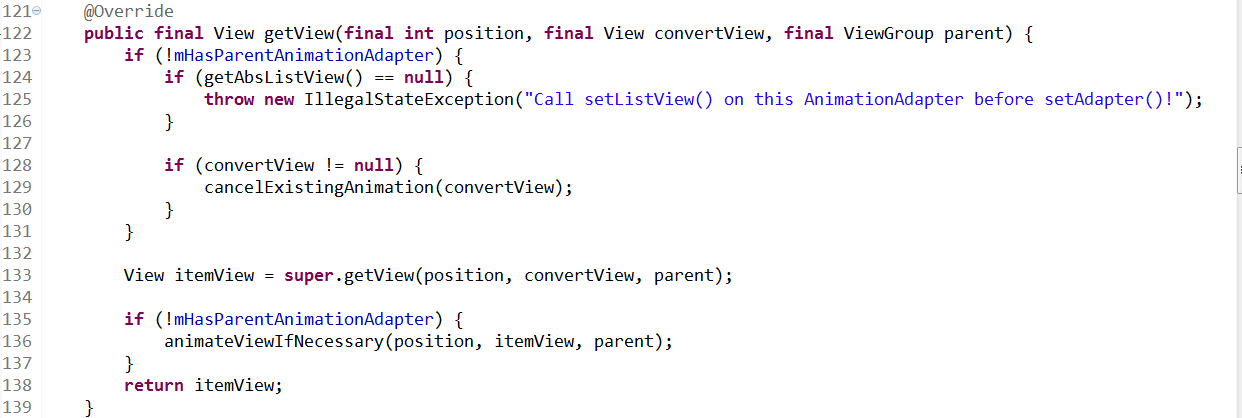 121 @Override
122 public final View getView(final int position, final View convertView, final ViewGroup parent) {
123 if (!mHasParentAnimationAdapter) {
124 if (getAbsListView() == null) {
125 throw new IllegalStateException("Call setListView() on this AnimationAdapter before setAdapter()!");
126 }
127
128 if (convertView != null) {
129 cancelExistingAnimation(convertView);
130 }
131 }
132
133 View itemView = super.getView(position, convertView, parent);
134
135 if (!mHasParentAnimationAdapter) {
136 animateViewIfNecessary(position, itemView, parent);
137 }
138 return itemView;
139 }